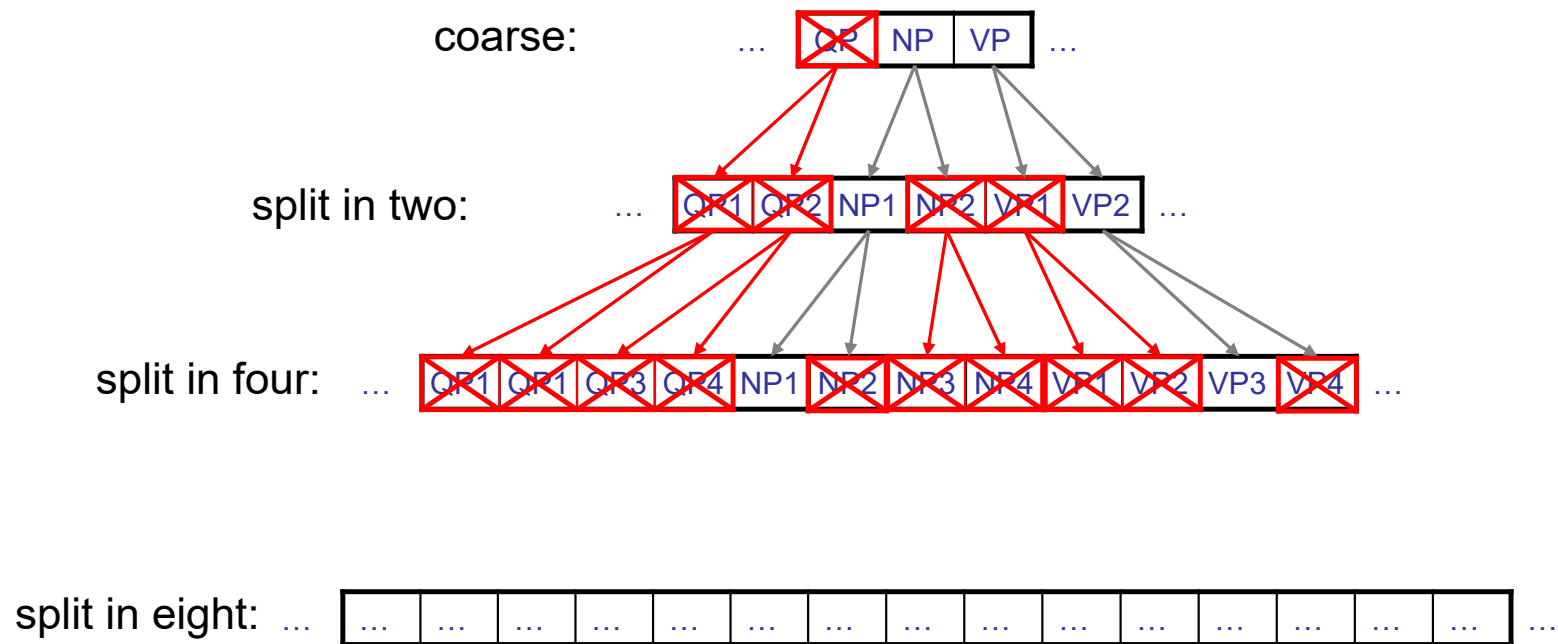 coarse: … QP NP VP …
split in two: … QP1 QP2 NP1 NP2 VP1 VP2 …
split in four: … QP1 QP1 QP3 QP4 NP1 NP2 NP3 NP4 VP1 VP2 VP3 VP4 …
split in eight: … … … … … … … … … … … … … … … … … …